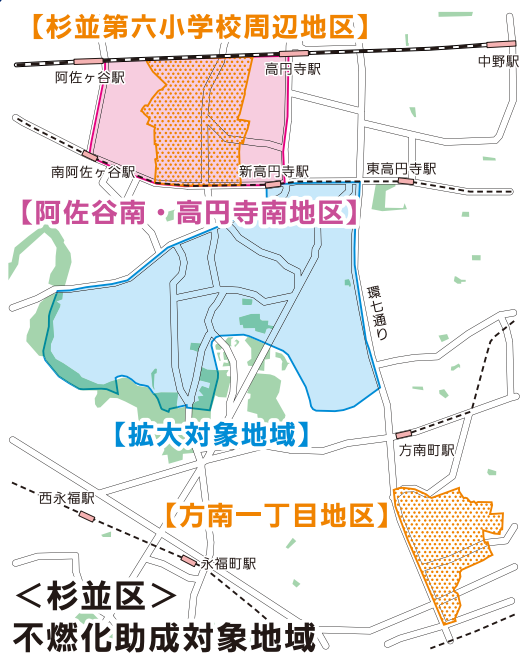 【杉並第六小学校周辺地区】
中野駅
高円寺駅
阿佐ヶ谷駅
南阿佐ヶ谷駅
新高円寺駅
東高円寺駅
【阿佐谷南・高円寺南地区】
環七通り
【拡大対象地域】
方南町駅
西永福駅
【方南一丁目地区】
永福町駅
＜杉並区＞
不燃化助成対象地域